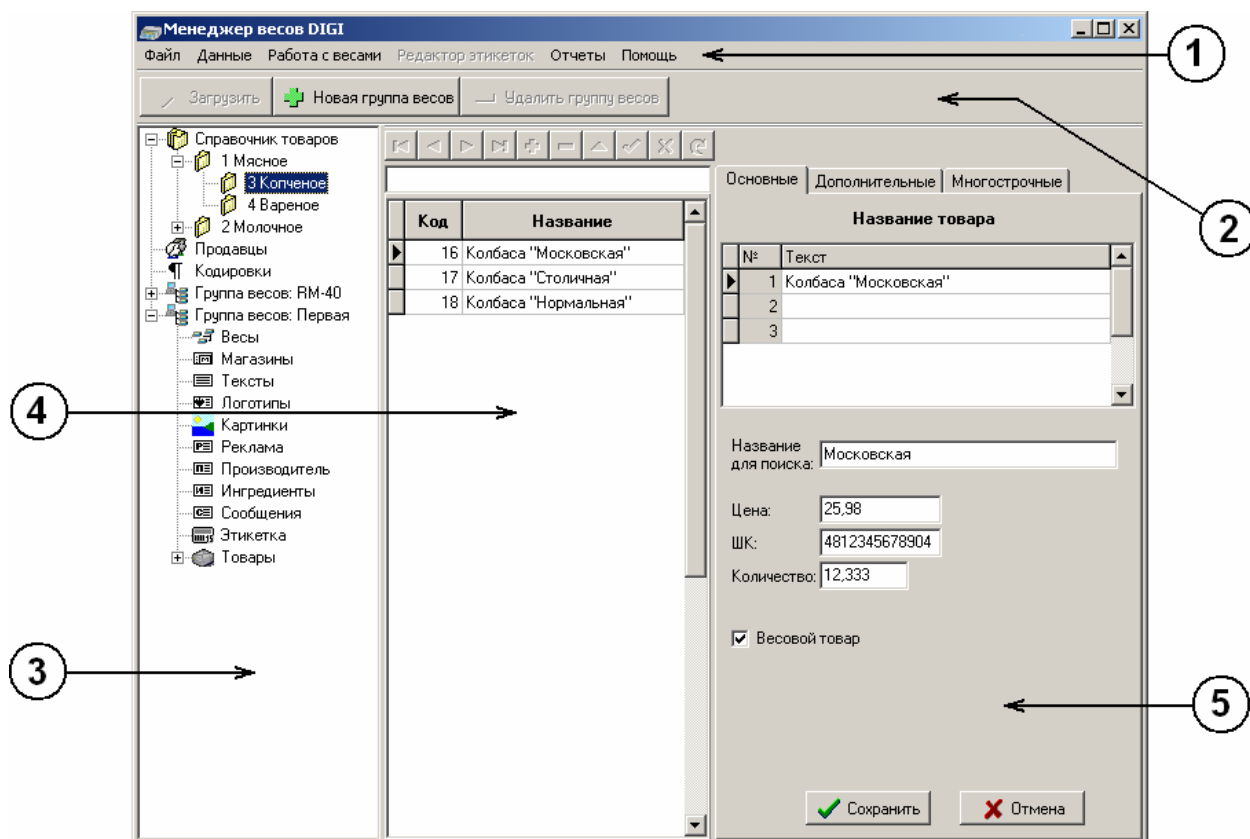 Менеджер весов DIGI
Файл Данные Работа с весами Редактор этикеток Отчеты Помощь
1
Загрузить Новая группа весов Удалить группу весов
2
Справочник товаров
1 Мясное
3 Копченое
4 Вареное
2 Молочное
Продавцы
Кодировки
Группа весов: RM-40
Группа весов: Первая
Весы
Магазины
Тексты
Логотипы
Картинки
Реклама
Производитель
Ингредиенты
Сообщения
Этикетка
Товары
3
Код Название
16 Колбаса "Московская"
17 Колбаса "Столичная"
18 Колбаса "Нормальная"
4
Основные Дополнительные Многострочные
Название товара
№ Текст
1 Колбаса "Московская"
2
3
Название
для поиска: Московская
Цена: 25,98
ШК: 4812345678904
Количество: 12,333
Весовой товар
5
Сохранить Отмена